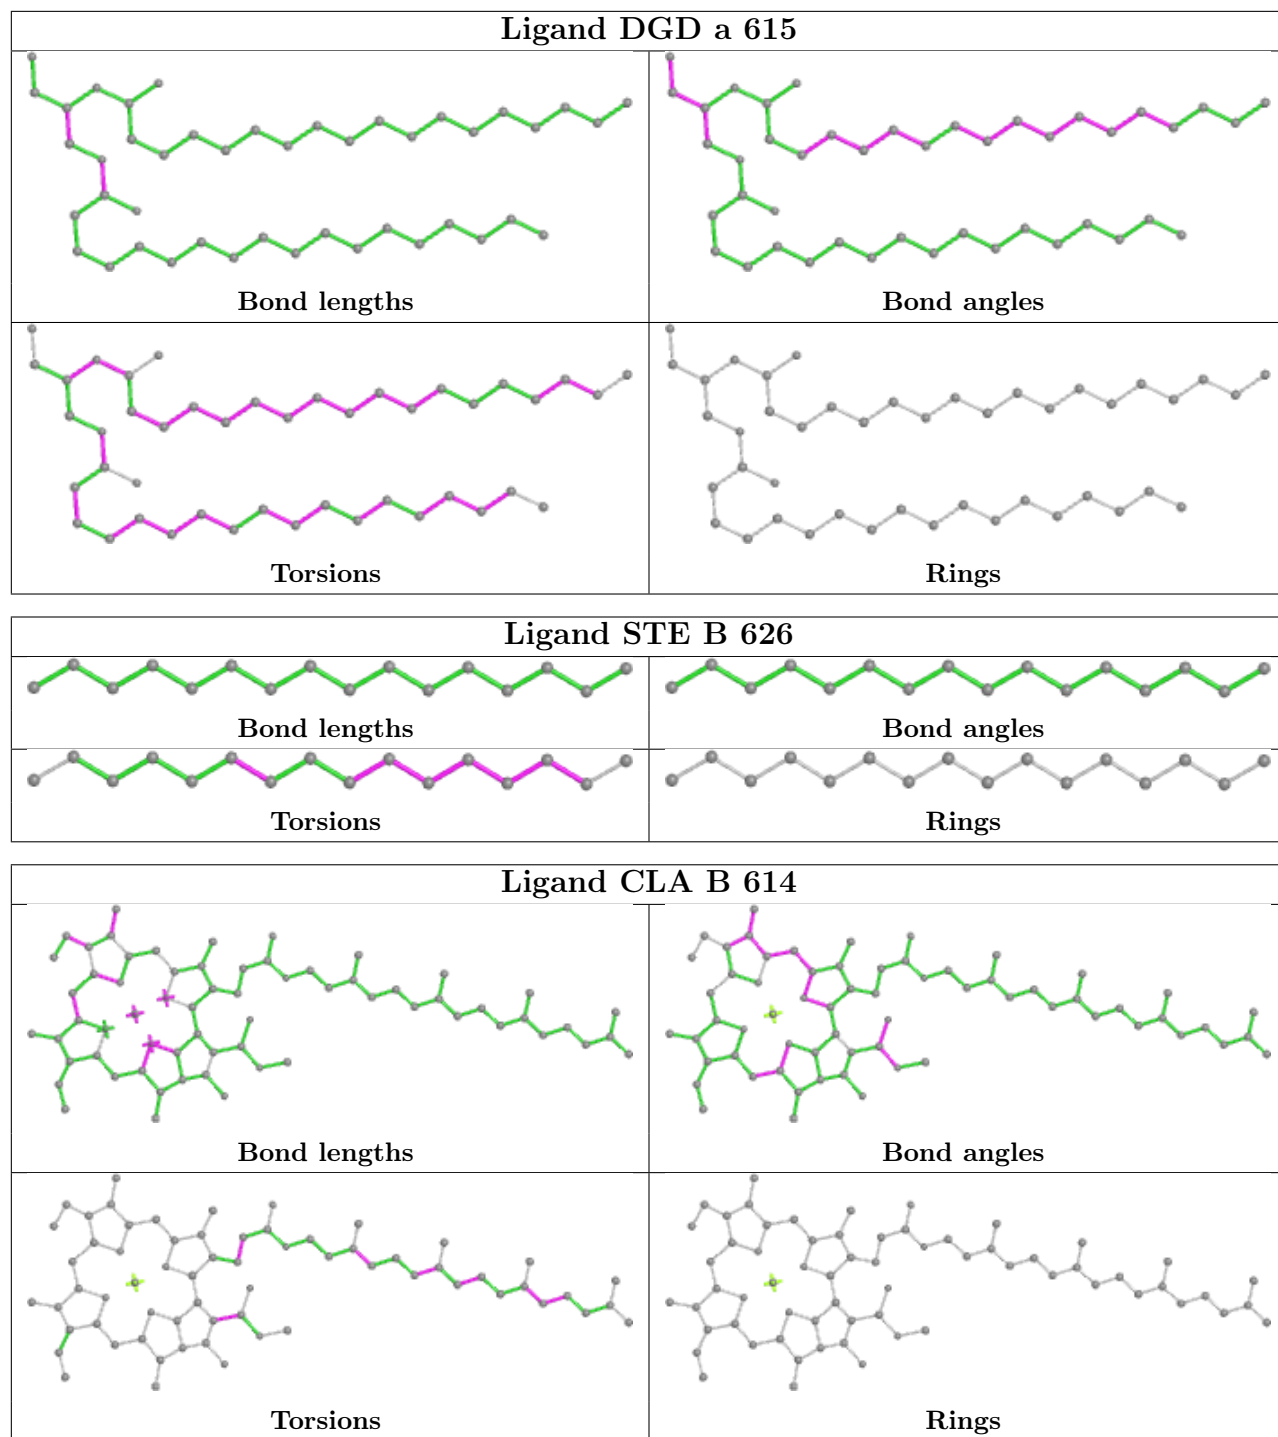 Ligand DGD a 615
Bond lengths
Bond angles
Torsions
Rings
Ligand STE B 626
Bond lengths
Bond angles
Torsions
Rings
Ligand CLA B 614
Bond lengths
Bond angles
Torsions
Rings